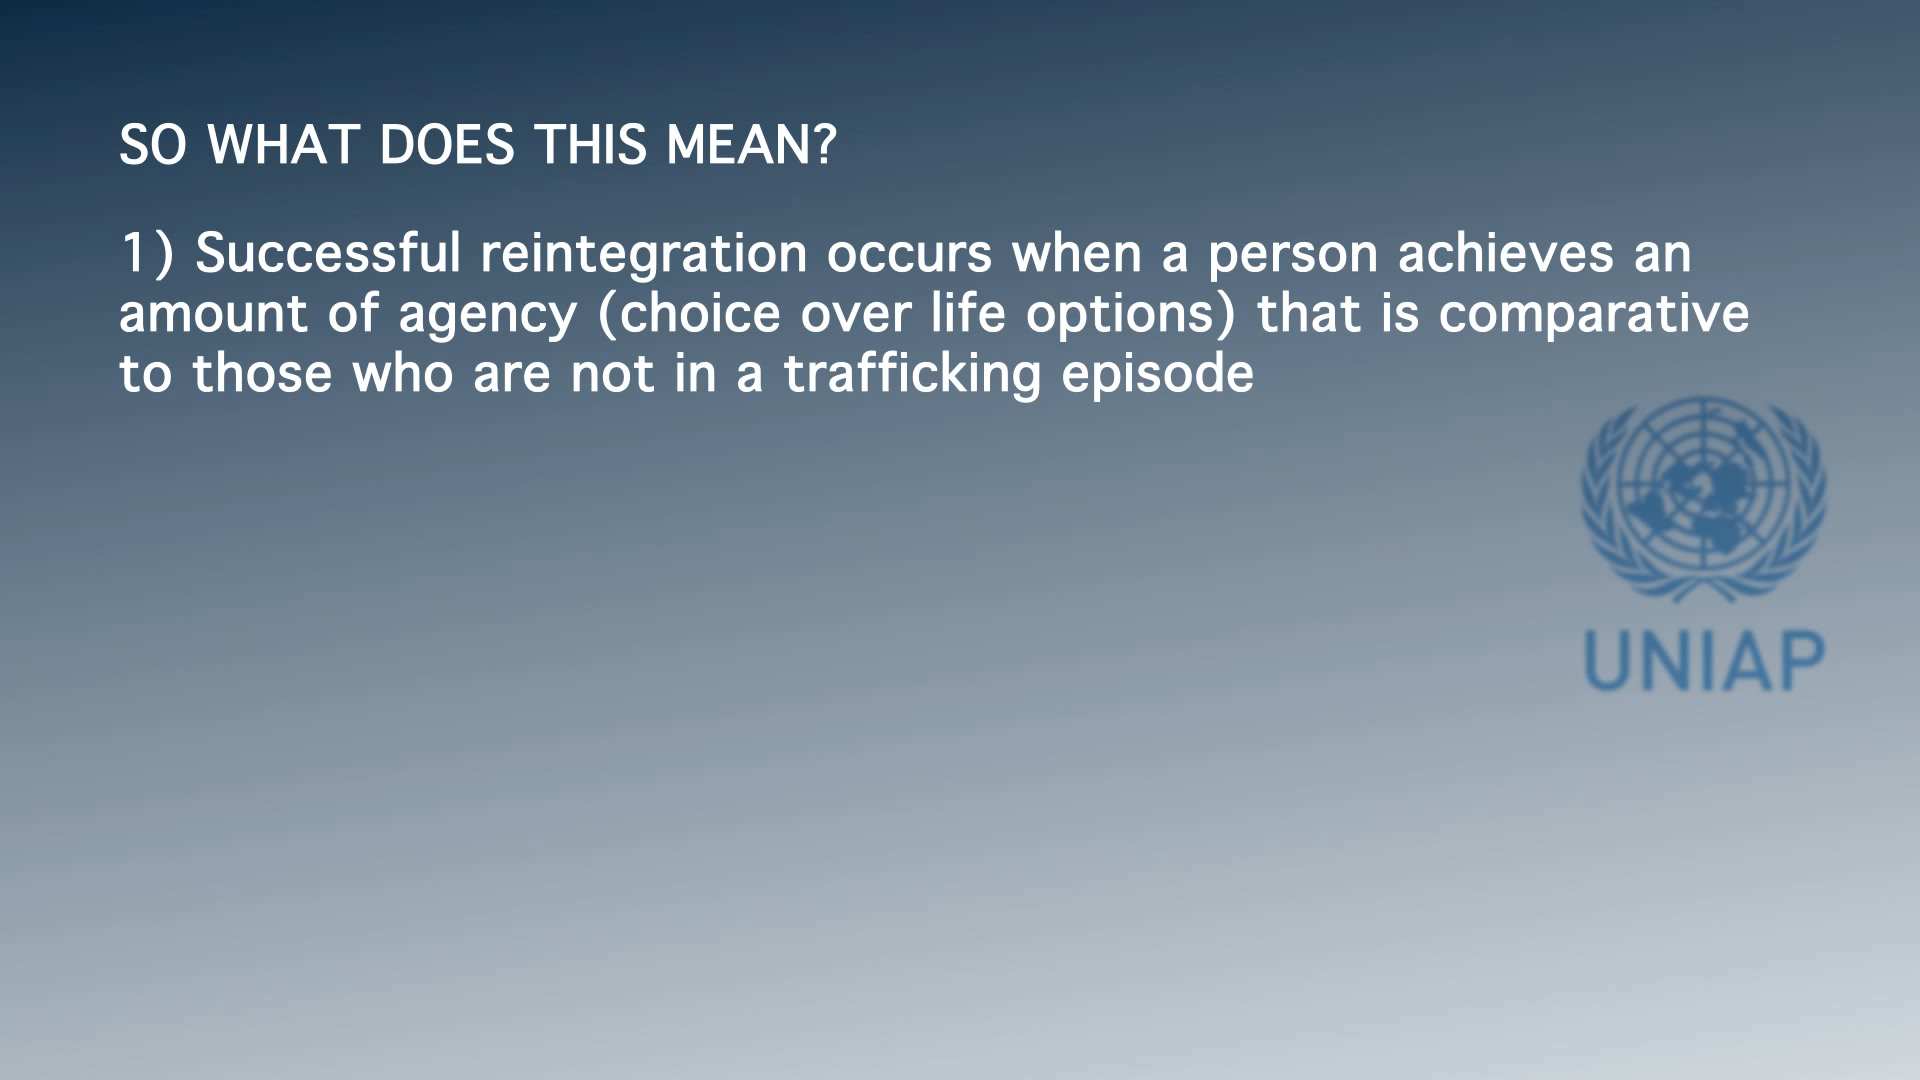 SO WHAT DOES THIS MEAN?
1) Successful reintegration occurs when a person achieves an
amount of agency (choice over life options) that is comparative
to those who are not in a trafficking episode
UNIAP